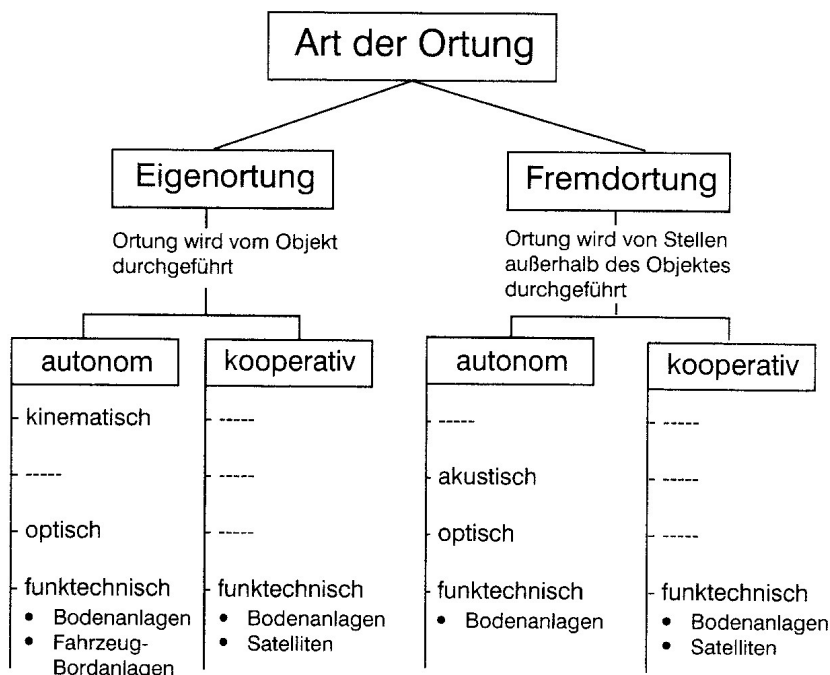 Art der Ortung
Eigenortung
Ortung wird vom Objekt
durchgeführt
autonom
- kinematisch
- -----
- optisch
- funktechnisch
• Bodenanlagen
• Fahrzeug-
Bordanlagen
kooperativ
- -----
- -----
- -----
- funktechnisch
• Bodenanlagen
• Satelliten
Fremdortung
Ortung wird von Stellen
außerhalb des Objektes
durchgeführt
autonom
- -----
- akustisch
- optisch
- funktechnisch
• Bodenanlagen
kooperativ
- -----
- -----
- -----
- funktechnisch
• Bodenanlagen
• Satelliten